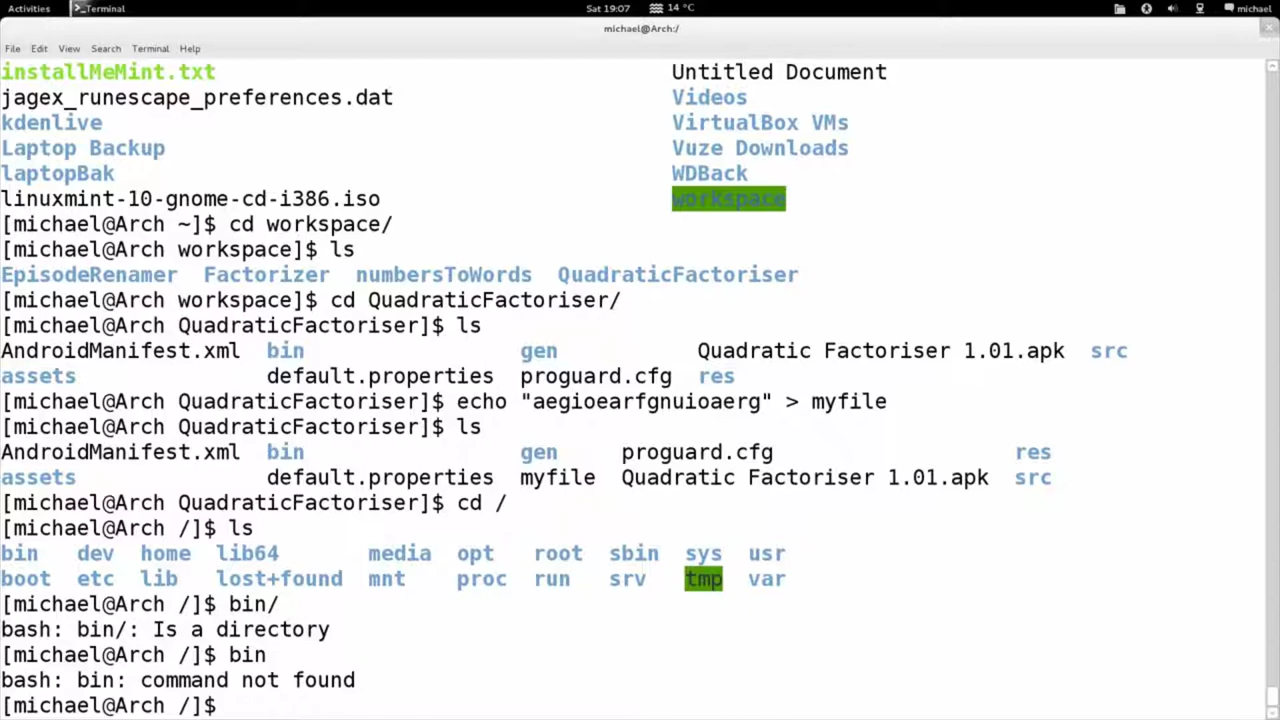 Activities >_Terminal Sat 19:07 14 °C michael
michael@Arch:/
File Edit View Search Terminal Help
installMeMint.txt Untitled Document
jagex_runescape_preferences.dat Videos
kdenlive VirtualBox VMs
Laptop Backup Vuze Downloads
laptopBak WDBack
linuxmint-10-gnome-cd-i386.iso workspace
[michael@Arch ~]$ cd workspace/
[michael@Arch workspace]$ ls
EpisodeRenamer Factorizer numbersToWords QuadraticFactoriser
[michael@Arch workspace]$ cd QuadraticFactoriser/
[michael@Arch QuadraticFactoriser]$ ls
AndroidManifest.xml bin gen Quadratic Factoriser 1.01.apk src
assets default.properties proguard.cfg res
[michael@Arch QuadraticFactoriser]$ echo "aegioearfgnuioaerg" > myfile
[michael@Arch QuadraticFactoriser]$ ls
AndroidManifest.xml bin gen proguard.cfg res
assets default.properties myfile Quadratic Factoriser 1.01.apk src
[michael@Arch QuadraticFactoriser]$ cd /
[michael@Arch /]$ ls
bin dev home lib64 media opt root sbin sys usr
boot etc lib lost+found mnt proc run srv tmp var
[michael@Arch /]$ bin/
bash: bin/: Is a directory
[michael@Arch /]$ bin
bash: bin: command not found
[michael@Arch /]$